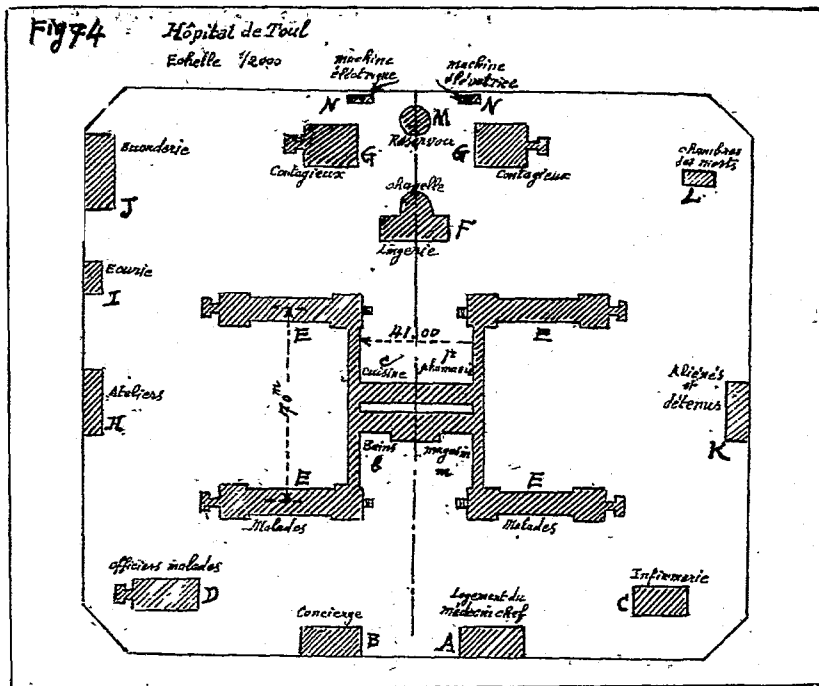 Fig 74 Hôpital de Toul
Echelle 1/2000
machine
électrique
machine
élévatrice
N
N
M
Réservoir
G
G
Contagieux
Contagieux
Buanderie
J
chambres
des morts
L
chapelle
F
Lingerie
Ecurie
I
E
E
41.00
C
cuisine
pharmacie
70m
Ateliers
H
Aliénés et
détenus
K
Bains
b
magasin
m
E
E
Malades
Malades
officiers malades
D
Infirmerie
C
Concierge
B
Logement du
Médecin chef
A